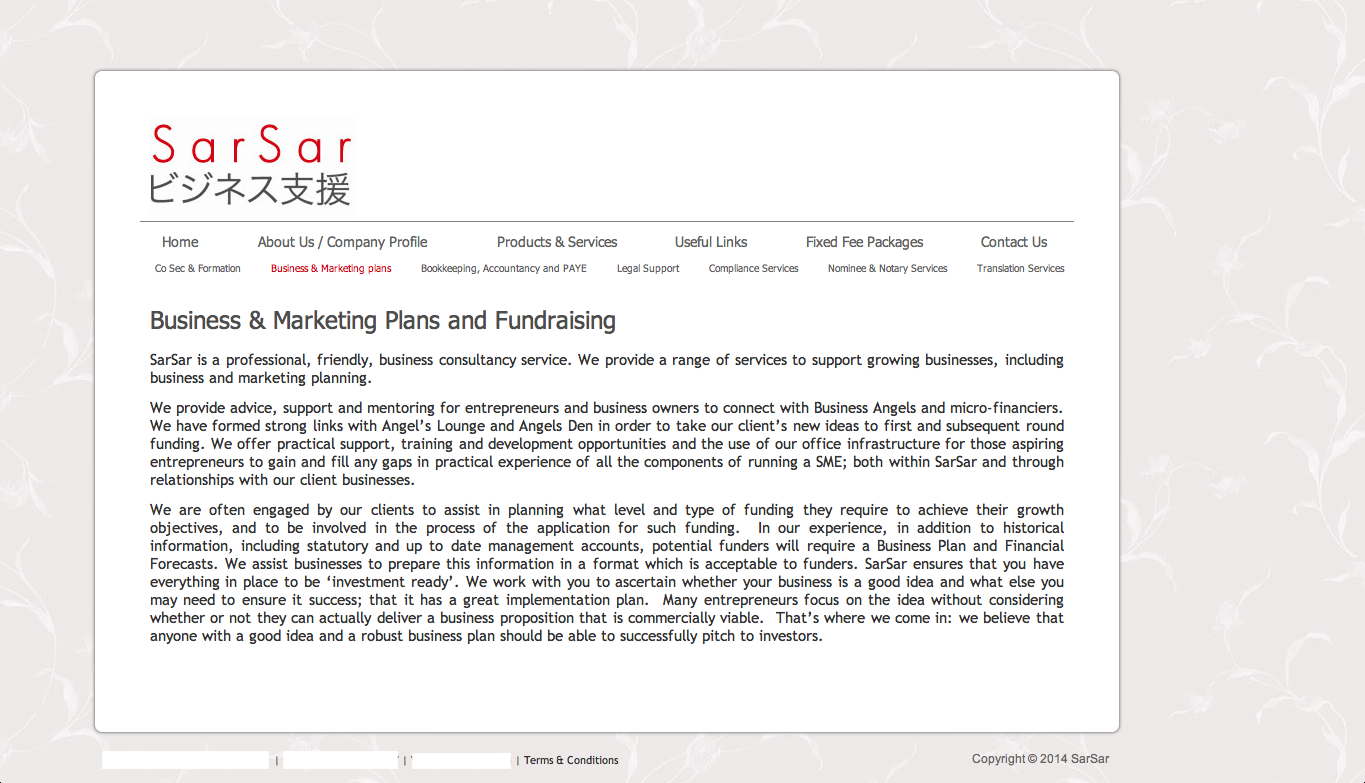 SarSar
ビジネス支援
Home About Us / Company Profile Products & Services Useful Links Fixed Fee Packages Contact Us
Co Sec & Formation Business & Marketing plans Bookkeeping, Accountancy and PAYE Legal Support Compliance Services Nominee & Notary Services Translation Services
Business & Marketing Plans and Fundraising
SarSar is a professional, friendly, business consultancy service. We provide a range of services to support growing businesses, including
business and marketing planning.
We provide advice, support and mentoring for entrepreneurs and business owners to connect with Business Angels and micro-financiers.
We have formed strong links with Angel’s Lounge and Angels Den in order to take our client’s new ideas to first and subsequent round
funding. We offer practical support, training and development opportunities and the use of our office infrastructure for those aspiring
entrepreneurs to gain and fill any gaps in practical experience of all the components of running a SME; both within SarSar and through
relationships with our client businesses.
We are often engaged by our clients to assist in planning what level and type of funding they require to achieve their growth
objectives, and to be involved in the process of the application for such funding. In our experience, in addition to historical
information, including statutory and up to date management accounts, potential funders will require a Business Plan and Financial
Forecasts. We assist businesses to prepare this information in a format which is acceptable to funders. SarSar ensures that you have
everything in place to be ‘investment ready’. We work with you to ascertain whether your business is a good idea and what else you
may need to ensure it success; that it has a great implementation plan. Many entrepreneurs focus on the idea without considering
whether or not they can actually deliver a business proposition that is commercially viable. That’s where we come in: we believe that
anyone with a good idea and a robust business plan should be able to successfully pitch to investors.
| | | Terms & Conditions Copyright © 2014 SarSar